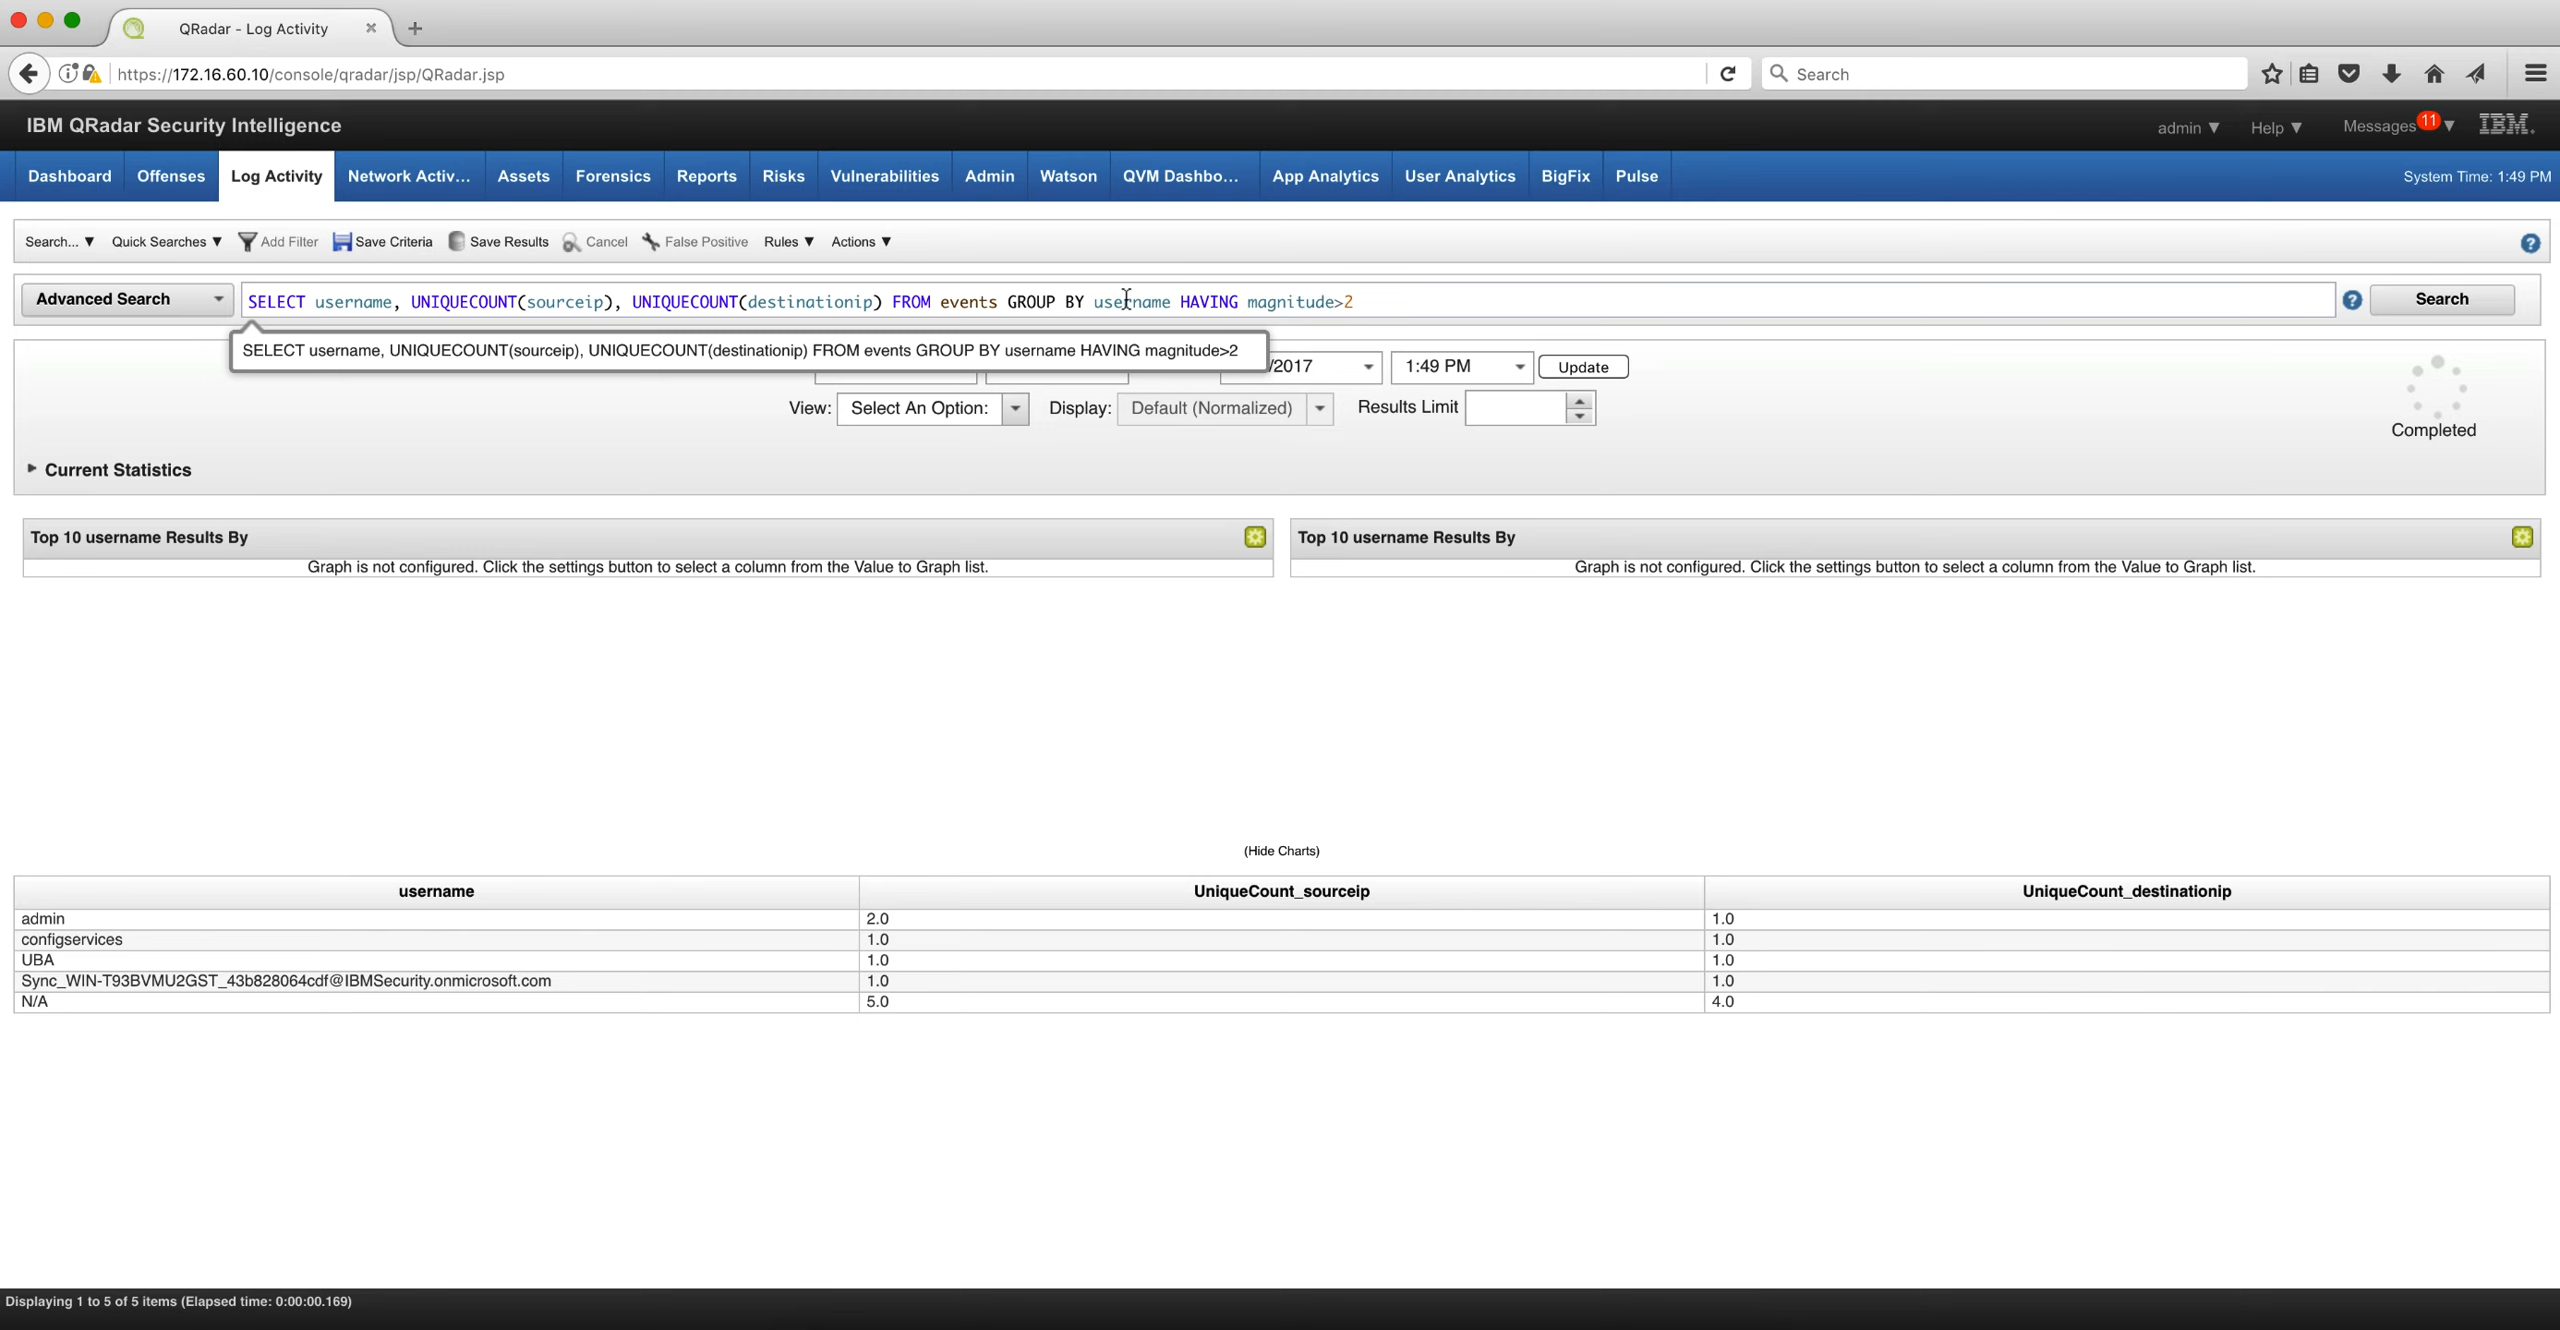 QRadar - Log Activity
https://172.16.60.10/console/qradar/jsp/QRadar.jsp
Search
IBM QRadar Security Intelligence
admin ▼ Help ▼ Messages 11 ▼ IBM.
Dashboard Offenses Log Activity Network Activ... Assets Forensics Reports Risks Vulnerabilities Admin Watson QVM Dashbo... App Analytics User Analytics BigFix Pulse System Time: 1:49 PM
Search... ▼ Quick Searches ▼ Add Filter Save Criteria Save Results Cancel False Positive Rules ▼ Actions ▼
Advanced Search SELECT username, UNIQUECOUNT(sourceip), UNIQUECOUNT(destinationip) FROM events GROUP BY username HAVING magnitude>2 Search
SELECT username, UNIQUECOUNT(sourceip), UNIQUECOUNT(destinationip) FROM events GROUP BY username HAVING magnitude>2
/2017 1:49 PM Update
View: Select An Option: Display: Default (Normalized) Results Limit
Completed
Current Statistics
Top 10 username Results By
Graph is not configured. Click the settings button to select a column from the Value to Graph list.
Top 10 username Results By
Graph is not configured. Click the settings button to select a column from the Value to Graph list.
(Hide Charts)
username UniqueCount_sourceip UniqueCount_destinationip
admin 2.0 1.0
configservices 1.0 1.0
UBA 1.0 1.0
Sync_WIN-T93BVMU2GST_43b828064cdf@IBMSecurity.onmicrosoft.com 1.0 1.0
N/A 5.0 4.0
Displaying 1 to 5 of 5 items (Elapsed time: 0:00:00.169)